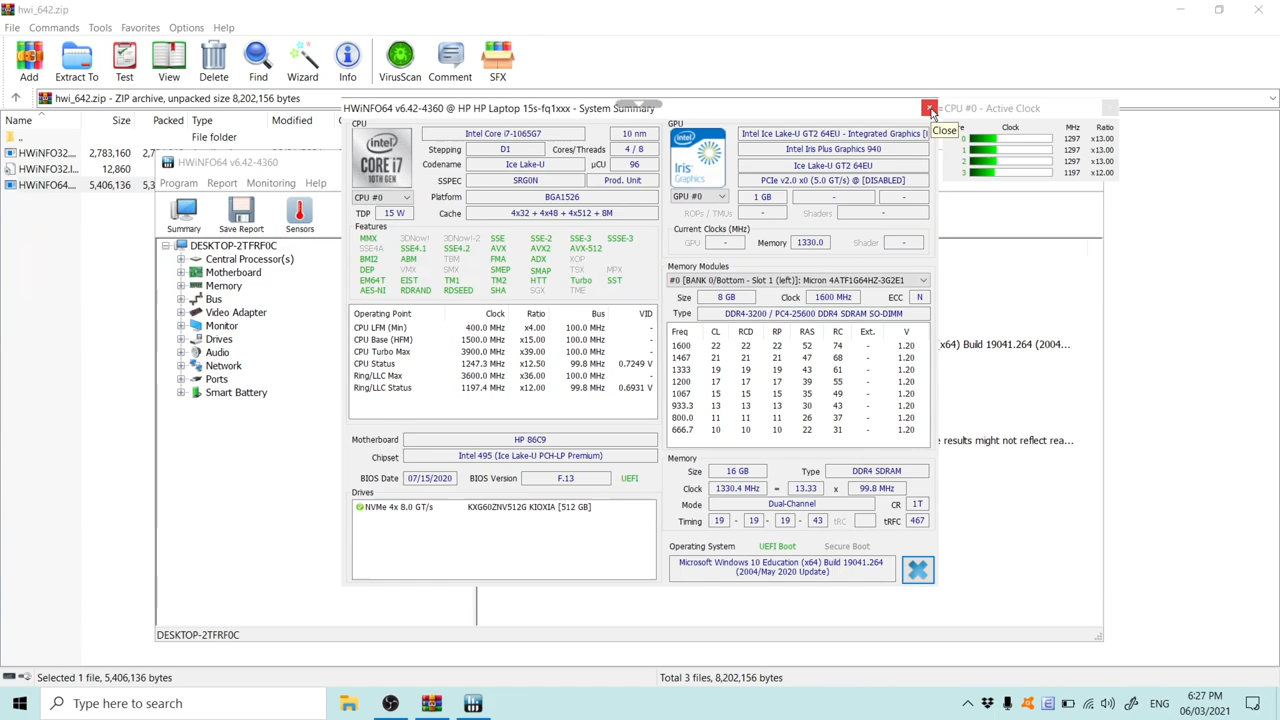 hwi_642.zip
File Commands Tools Favorites Options Help
Add Extract To Test View Delete Find Wizard Info VirusScan Comment SFX
hwi_642.zip - ZIP archive, unpacked size 8,202,156 bytes
Name Size Packed Type Modified
..
File folder
HWiNFO32... 2,783,160
HWiNFO32.I... 12,860
HWiNFO64... 5,406,136 5,3
HWiNFO64 v6.42-4360
Program Report Monitoring Help
Summary Save Report Sensors
DESKTOP-2TFRF0C
Central Processor(s)
Motherboard
Memory
Bus
Video Adapter
Monitor
Drives
Audio
Network
Ports
Smart Battery
DESKTOP-2TFRF0C
HWiNFO64 v6.42-4360 @ HP HP Laptop 15s-fq1xxx - System Summary
Close
CPU
intel CORE i7 10TH GEN
Intel Core i7-1065G7 10 nm
Stepping D1 Cores/Threads 4 / 8
Codename Ice Lake-U µCU 96
SSPEC SRG0N Prod. Unit
CPU #0 Platform BGA1526
TDP 15 W Cache 4x32 + 4x48 + 4x512 + 8M
Features
MMX 3DNow! 3DNow!-2 SSE SSE-2 SSE-3 SSSE-3
SSE4A SSE4.1 SSE4.2 AVX AVX2 AVX-512
BMI2 ABM TBM FMA ADX XOP
DEP VMX SMX SMEP SMAP TSX MPX
EM64T EIST TM1 TM2 HTT Turbo SST
AES-NI RDRAND RDSEED SHA SGX TME
Operating Point Clock Ratio Bus VID
CPU LFM (Min) 400.0 MHz x4.00 100.0 MHz -
CPU Base (HFM) 1500.0 MHz x15.00 100.0 MHz -
CPU Turbo Max 3900.0 MHz x39.00 100.0 MHz -
CPU Status 1247.3 MHz x12.50 99.8 MHz 0.7249 V
Ring/LLC Max 3600.0 MHz x36.00 100.0 MHz -
Ring/LLC Status 1197.4 MHz x12.00 99.8 MHz 0.6931 V
Motherboard HP 86C9
Chipset Intel 495 (Ice Lake-U PCH-LP Premium)
BIOS Date 07/15/2020 BIOS Version F.13 UEFI
Drives
NVMe 4x 8.0 GT/s KXG60ZNV512G KIOXIA [512 GB]
GPU
intel IRIS GRAPHICS
Intel Ice Lake-U GT2 64EU - Integrated Graphics [
Intel Iris Plus Graphics 940
Ice Lake-U GT2 64EU
PCIe v2.0 x0 (5.0 GT/s) @ [DISABLED]
GPU #0 1 GB - -
ROPs / TMUs - Shaders -
Current Clocks (MHz)
GPU - Memory 1330.0 Shader -
Memory Modules
#0 [BANK 0/Bottom - Slot 1 (left)]: Micron 4ATF1G64HZ-3G2E1
Size 8 GB Clock 1600 MHz ECC N
Type DDR4-3200 / PC4-25600 DDR4 SDRAM SO-DIMM
Freq CL RCD RP RAS RC Ext. V
1600 22 22 22 52 74 - 1.20
1467 21 21 21 47 68 - 1.20
1333 19 19 19 43 61 - 1.20
1200 17 17 17 39 55 - 1.20
1067 15 15 15 35 49 - 1.20
933.3 13 13 13 30 43 - 1.20
800.0 11 11 11 26 37 - 1.20
666.7 10 10 10 22 31 - 1.20
Memory
Size 16 GB Type DDR4 SDRAM
Clock 1330.4 MHz = 13.33 x 99.8 MHz
Mode Dual-Channel CR 1T
Timing 19 - 19 - 19 - 43 tRC tRFC 467
Operating System UEFI Boot Secure Boot
Microsoft Windows 10 Education (x64) Build 19041.264
(2004/May 2020 Update)
CPU #0 - Active Clock
Clock MHz Ratio
0 1297 x13.00
1 1297 x13.00
2 1297 x13.00
3 1197 x12.00
(x64) Build 19041.264 (2004...
e results might not reflect rea...
Selected 1 file, 5,406,136 bytes
Total 3 files, 8,202,156 bytes
Type here to search
ENG
6:27 PM
06/03/2021